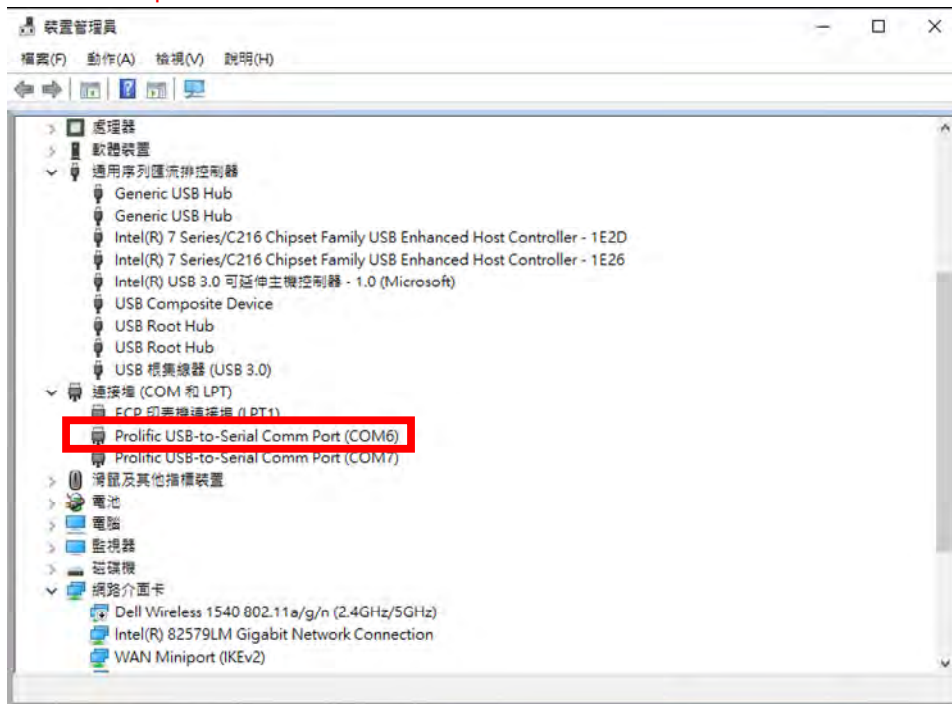 裝置管理員
檔案(F) 動作(A) 檢視(V) 說明(H)
處理器
軟體裝置
通用序列匯流排控制器
Generic USB Hub
Generic USB Hub
Intel(R) 7 Series/C216 Chipset Family USB Enhanced Host Controller - 1E2D
Intel(R) 7 Series/C216 Chipset Family USB Enhanced Host Controller - 1E26
Intel(R) USB 3.0 可延伸主機控制器 - 1.0 (Microsoft)
USB Composite Device
USB Root Hub
USB Root Hub
USB 根集線器 (USB 3.0)
連接埠 (COM 和 LPT)
ECP 印表機連接埠 (LPT1)
Prolific USB-to-Serial Comm Port (COM6)
Prolific USB-to-Serial Comm Port (COM7)
滑鼠及其他指標裝置
電池
電腦
監視器
磁碟機
網路介面卡
Dell Wireless 1540 802.11a/g/n (2.4GHz/5GHz)
Intel(R) 82579LM Gigabit Network Connection
WAN Miniport (IKEv2)